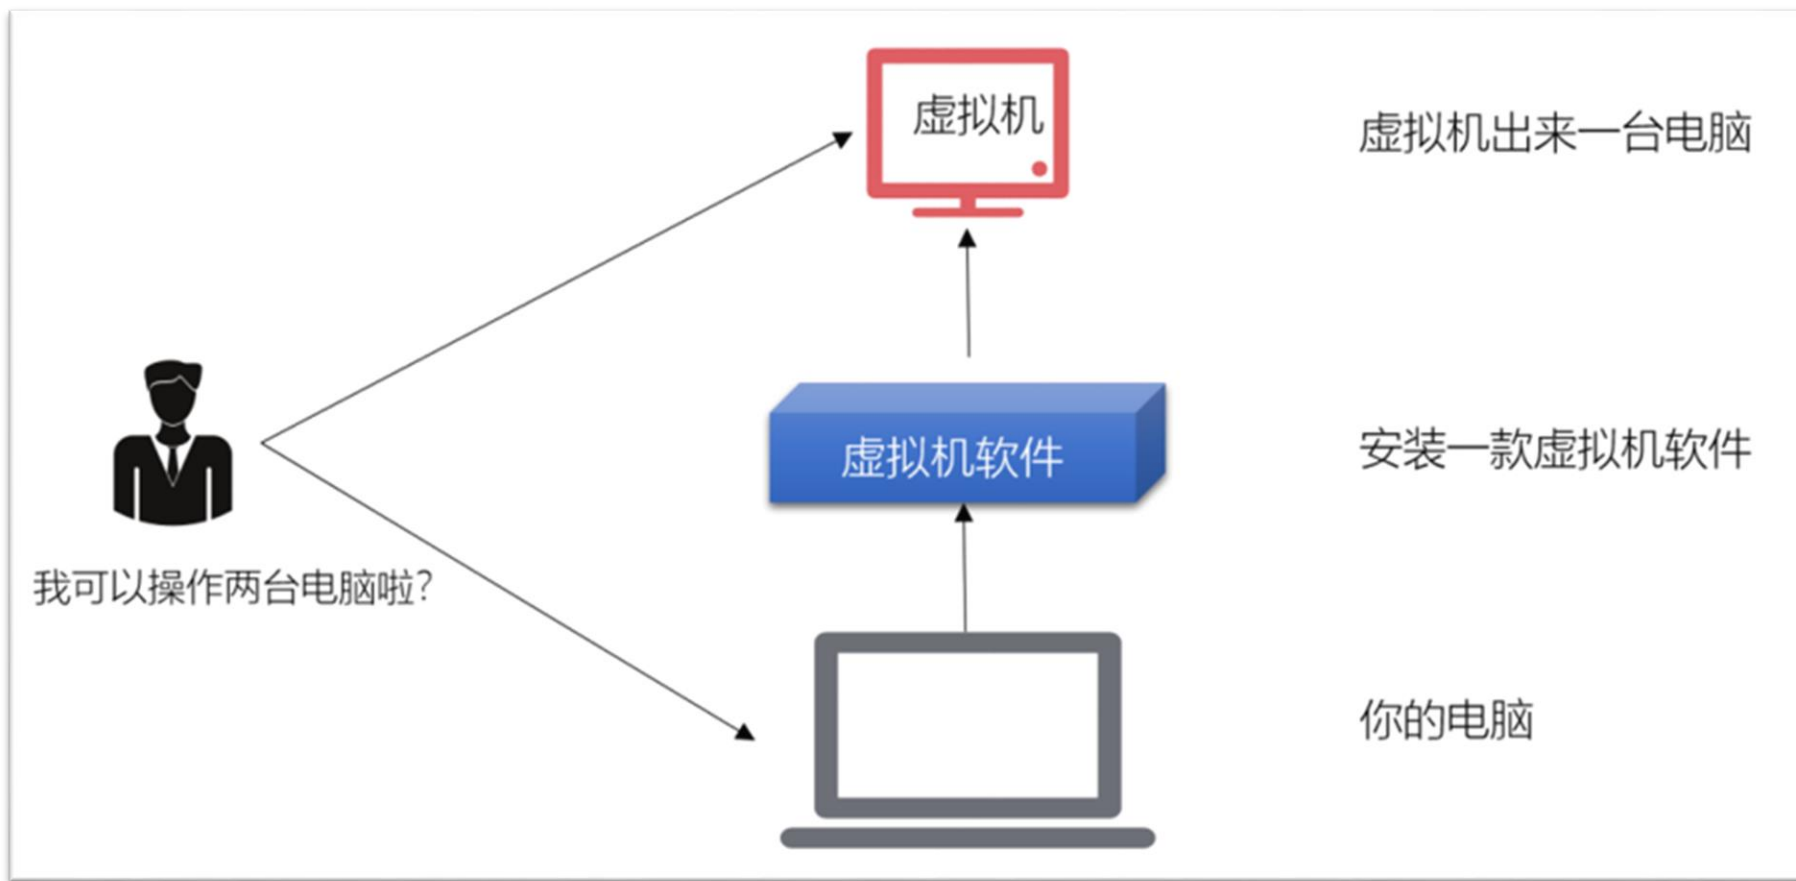 虚拟机
虚拟机出来一台电脑
虚拟机软件
安装一款虚拟机软件
我可以操作两台电脑啦?
你的电脑